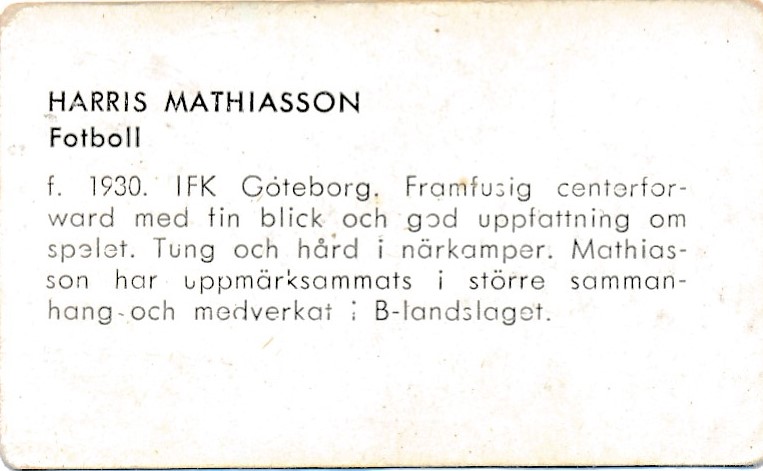 HARRIS MATHIASSON
Fotboll
f. 1930. IFK Göteborg. Framfusig centerfor-
ward med fin blick och god uppfattning om
spelet. Tung och hård i närkamper. Mathias-
son har uppmärksammats i större samman-
hang och medverkat i B-landslaget.